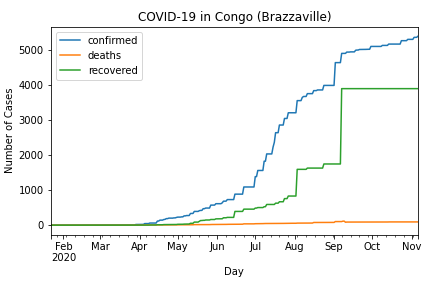 COVID-19 in Congo (Brazzaville)
confirmed
deaths
recovered
Number of Cases
5000
4000
3000
2000
1000
0
Feb Mar Apr May Jun Jul Aug Sep Oct Nov
2020
Day